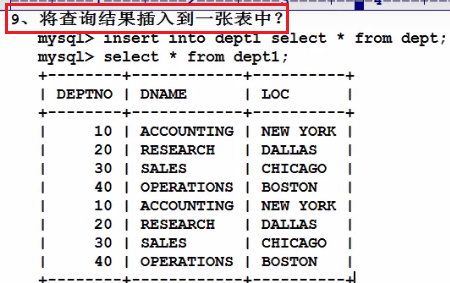 9、将查询结果插入到一张表中？
mysql> insert into dept1 select * from dept;
mysql> select * from dept1;
+--------+------------+----------+
| DEPTNO | DNAME      | LOC      |
+--------+------------+----------+
|     10 | ACCOUNTING | NEW YORK |
|     20 | RESEARCH   | DALLAS   |
|     30 | SALES      | CHICAGO  |
|     40 | OPERATIONS | BOSTON   |
|     10 | ACCOUNTING | NEW YORK |
|     20 | RESEARCH   | DALLAS   |
|     30 | SALES      | CHICAGO  |
|     40 | OPERATIONS | BOSTON   |
+--------+------------+----------+